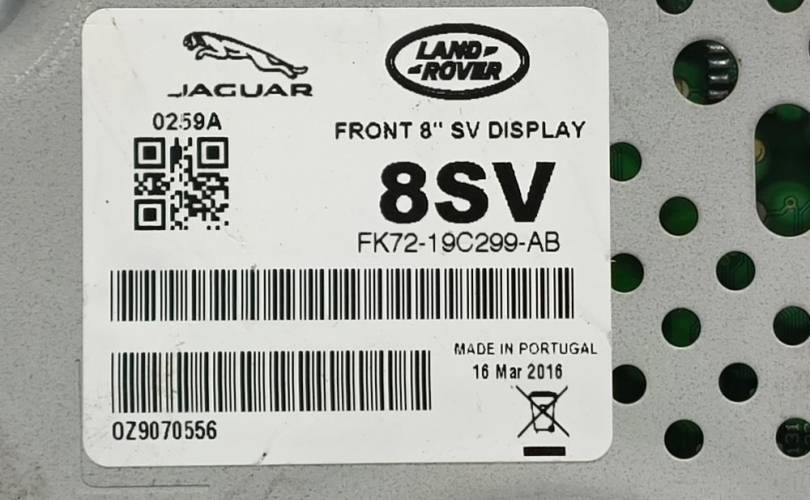 JAGUAR
LAND
ROVER
0259A
FRONT 8" SV DISPLAY
8SV
FK72-19C299-AB
MADE IN PORTUGAL
16 Mar 2016
OZ9070556
131